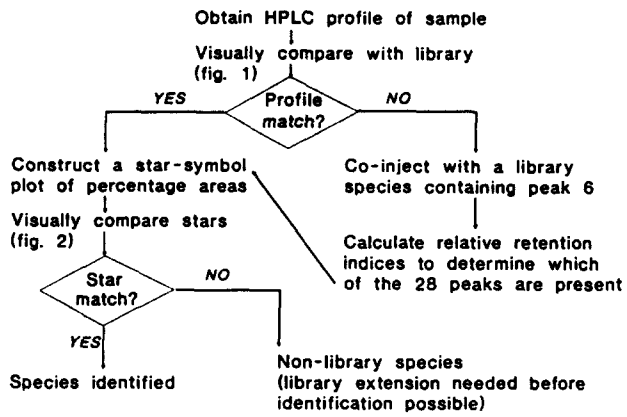 Obtain HPLC profile of sample
Visually compare with library
(fig. 1)
YES
Profile
match?
NO
Construct a star-symbol
plot of percentage areas
Co-inject with a library
species containing peak 6
Visually compare stars
(fig. 2)
Calculate relative retention
indices to determine which
of the 28 peaks are present
Star
match?
NO
YES
Species identified
Non-library species
(library extension needed before
identification possible)